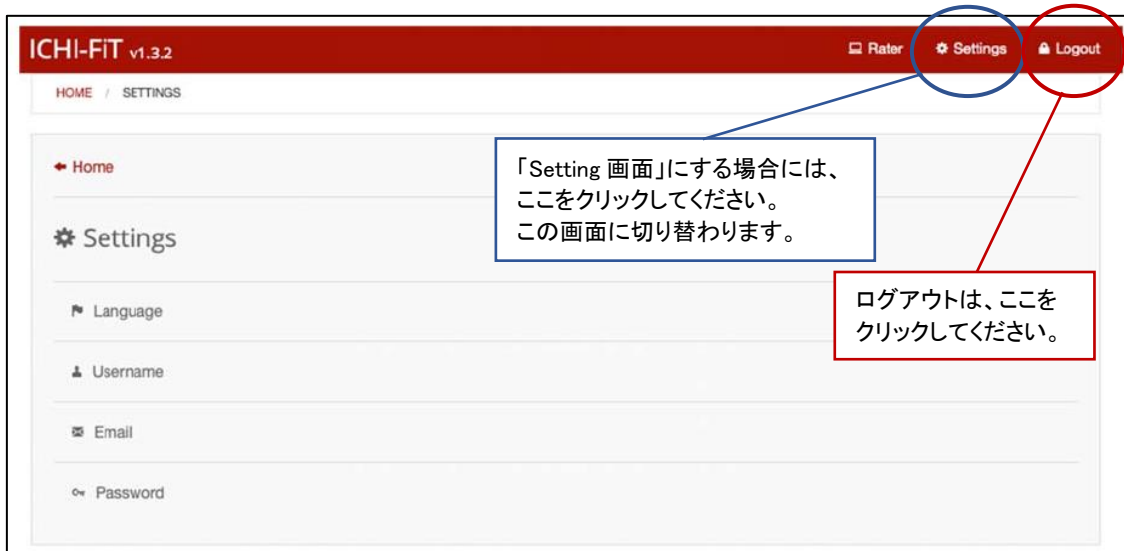 ICHI-FiT v1.3.2 Rater Settings Logout
HOME / SETTINGS
Home
「Setting 画面」にする場合には、
ここをクリックしてください。
この画面に切り替わります。
Settings
ログアウトは、ここを
クリックしてください。
Language
Username
Email
Password